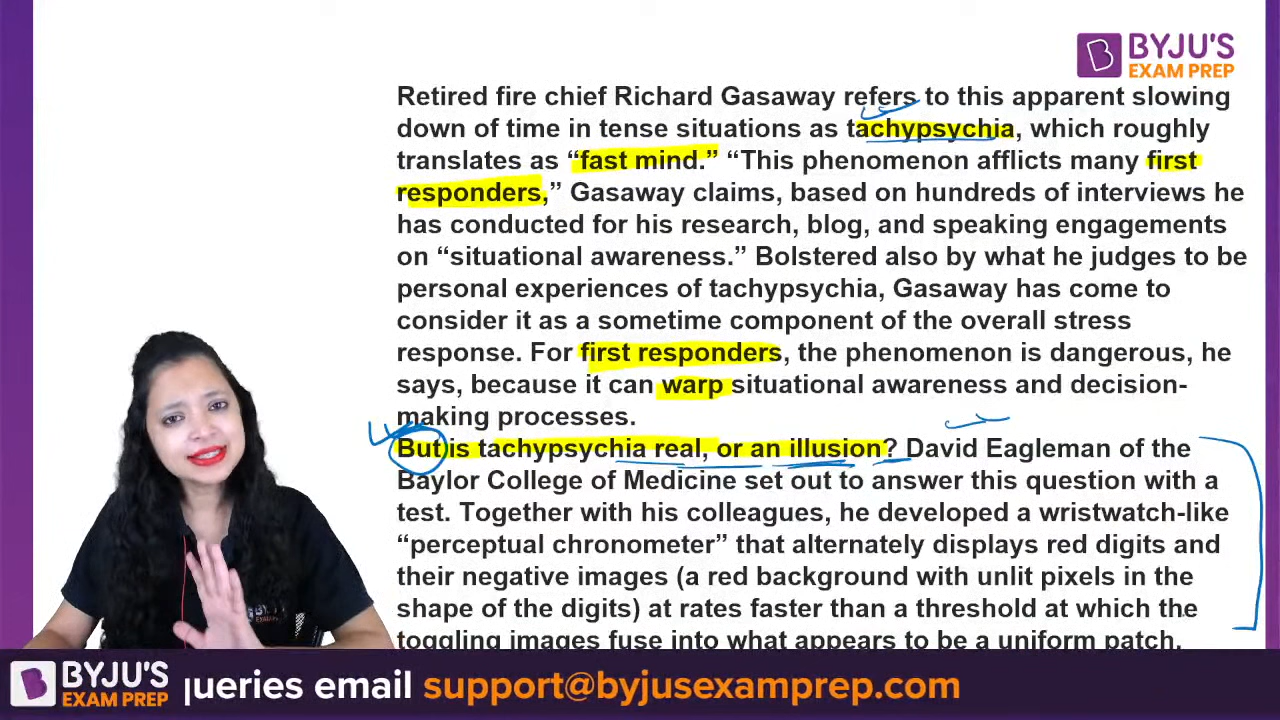 BYJU'S
EXAM PREP
Retired fire chief Richard Gasaway refers to this apparent slowing
down of time in tense situations as tachypsychia, which roughly
translates as “fast mind.” “This phenomenon afflicts many first
responders,” Gasaway claims, based on hundreds of interviews he
has conducted for his research, blog, and speaking engagements
on “situational awareness.” Bolstered also by what he judges to be
personal experiences of tachypsychia, Gasaway has come to
consider it as a sometime component of the overall stress
response. For first responders, the phenomenon is dangerous, he
says, because it can warp situational awareness and decision-
making processes.
But is tachypsychia real, or an illusion? David Eagleman of the
Baylor College of Medicine set out to answer this question with a
test. Together with his colleagues, he developed a wristwatch-like
“perceptual chronometer” that alternately displays red digits and
their negative images (a red background with unlit pixels in the
shape of the digits) at rates faster than a threshold at which the
toggling images fuse into what appears to be a uniform patch.
BYJU'S
EXAM PREP
ueries email support@byjusexamprep.com